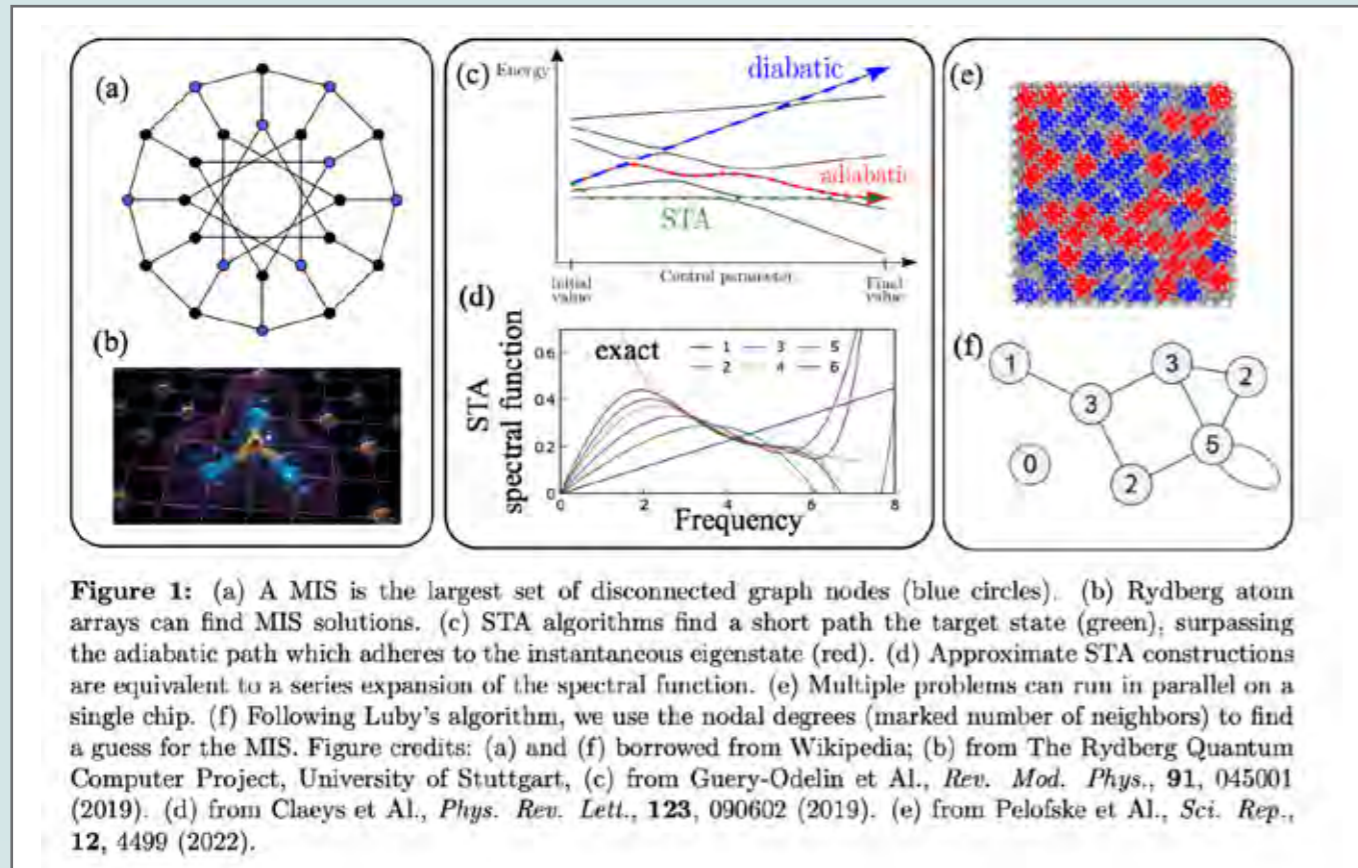 (a)
(b)
(c)
Energy
diabatic
adiabatic
STA
Initial value
Control parameter
Final value
(d)
STA
spectral function
0.6
0.4
0.2
0
exact
1 3 5
2 4 6
0 2 4 6 8
Frequency
(e)
(f)
1
3
2
3
5
0
2
Figure 1: (a) A MIS is the largest set of disconnected graph nodes (blue circles). (b) Rydberg atom
arrays can find MIS solutions. (c) STA algorithms find a short path the target state (green), surpassing
the adiabatic path which adheres to the instantaneous eigenstate (red). (d) Approximate STA constructions
are equivalent to a series expansion of the spectral function. (e) Multiple problems can run in parallel on a
single chip. (f) Following Luby's algorithm, we use the nodal degrees (marked number of neighbors) to find
a guess for the MIS. Figure credits: (a) and (f) borrowed from Wikipedia; (b) from The Rydberg Quantum
Computer Project, University of Stuttgart, (c) from Guery-Odelin et Al., Rev. Mod. Phys., 91, 045001
(2019). (d) from Claeys et Al., Phys. Rev. Lett., 123, 090602 (2019). (e) from Pelofske et Al., Sci. Rep.,
12, 4499 (2022).